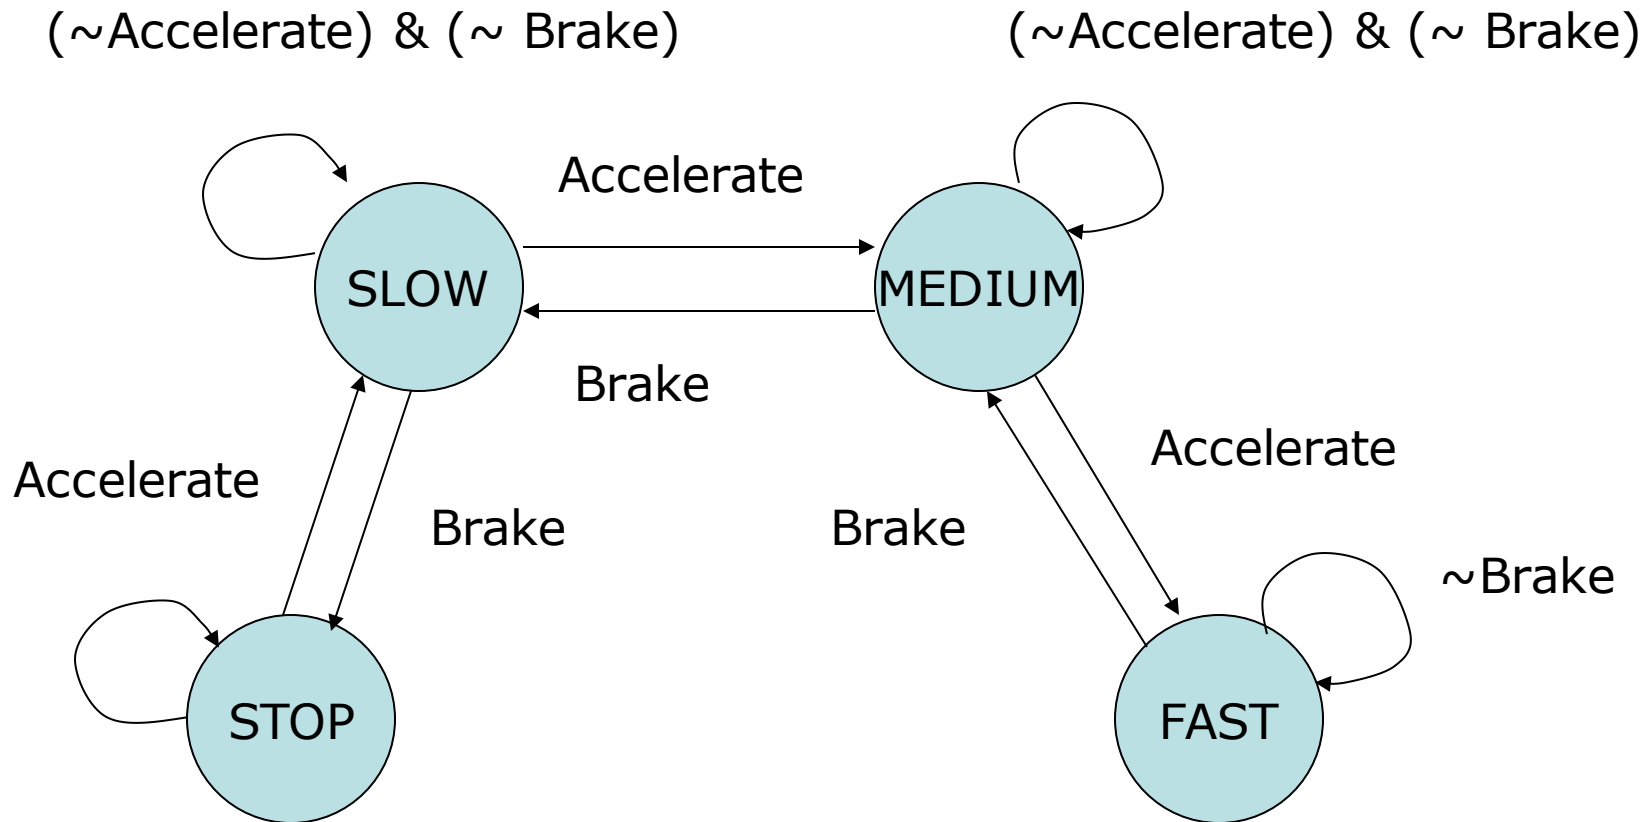 (~Accelerate) & (~ Brake)
(~Accelerate) & (~ Brake)
Accelerate
SLOW
MEDIUM
Brake
Accelerate
Accelerate
Brake
Brake
~Brake
STOP
FAST